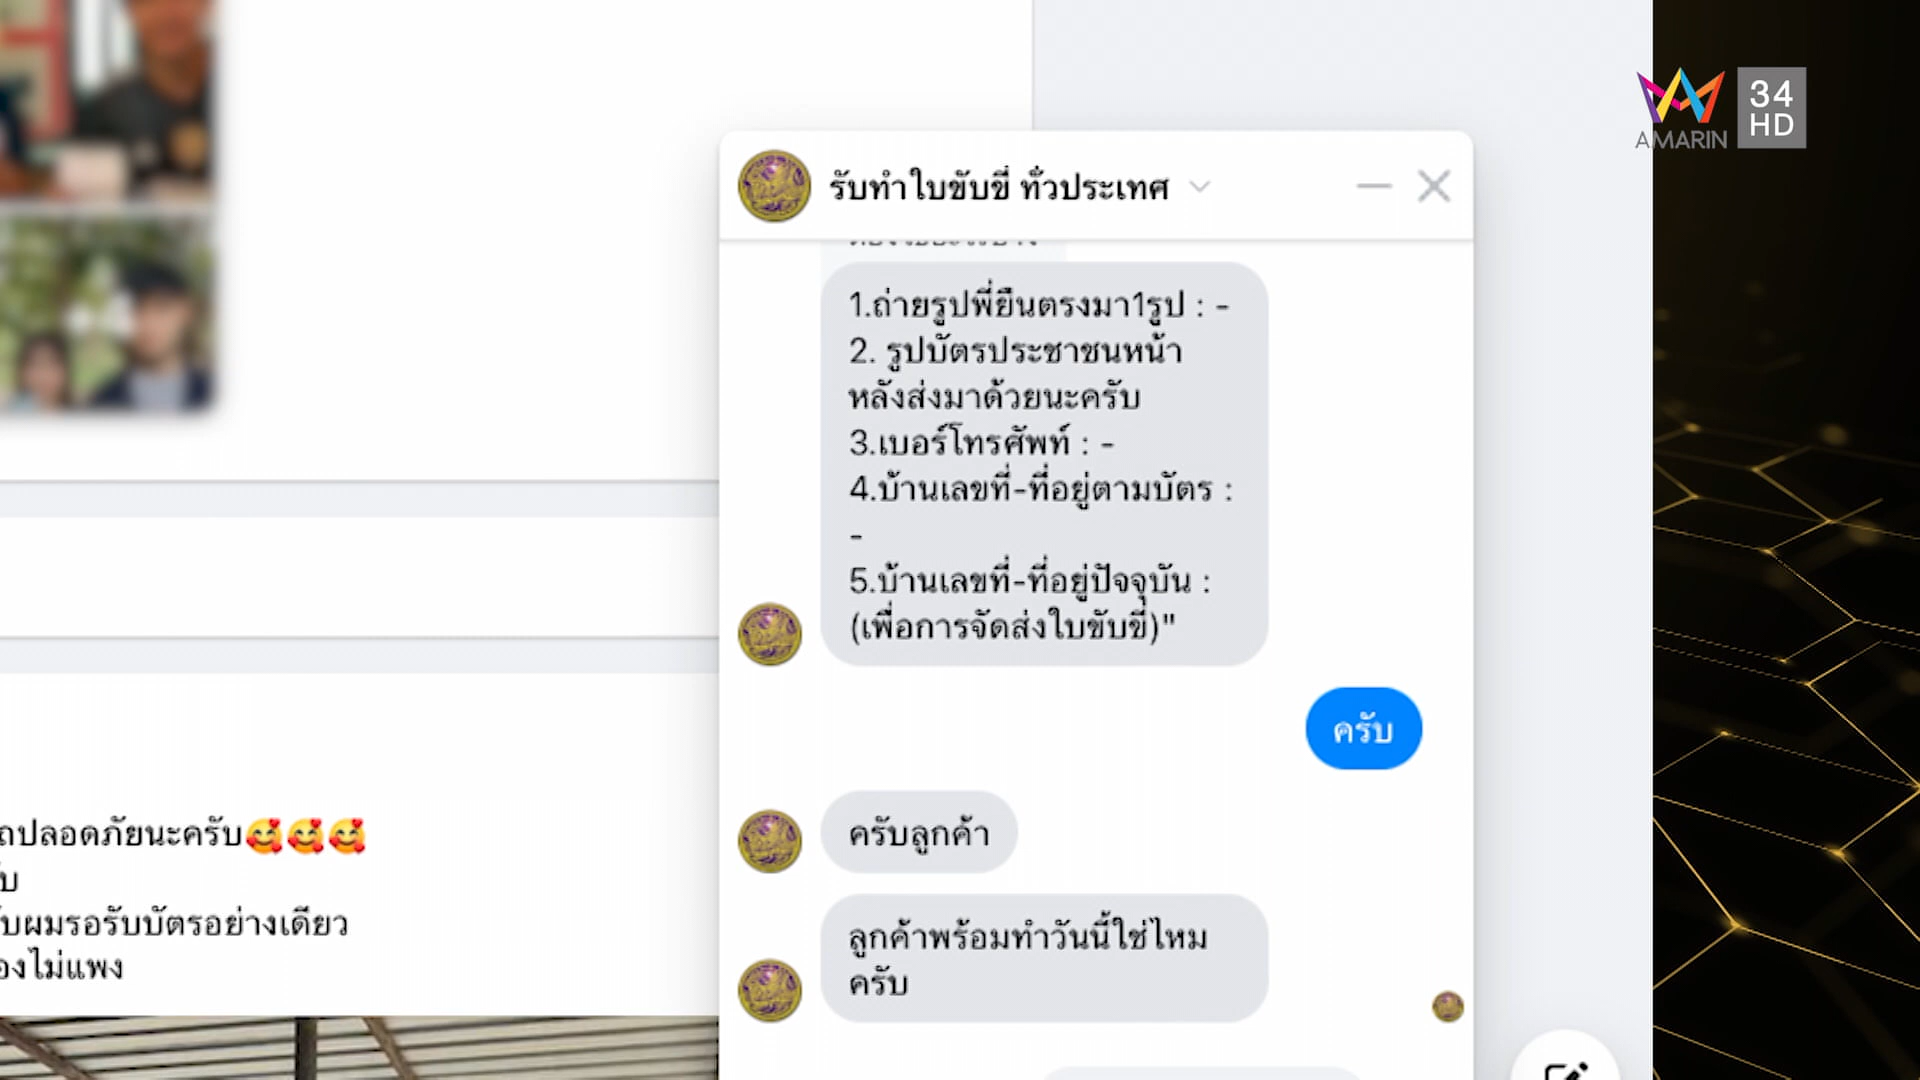 AMARIN
34
HD
รับทำใบขับขี่ ทั่วประเทศ
1.ถ่ายรูปพี่ยืนตรงมา1รูป : -
2. รูปบัตรประชาชนหน้า
หลังส่งมาด้วยนะครับ
3.เบอร์โทรศัพท์ : -
4.บ้านเลขที่-ที่อยู่ตามบัตร :
-
5.บ้านเลขที่-ที่อยู่ปัจจุบัน :
(เพื่อการจัดส่งใบขับขี่)"
ครับ
ครับลูกค้า
ลูกค้าพร้อมทำวันนี้ใช่ไหม
ครับ
ปลอดภัยนะครับ🥰🥰🥰
ผมรอรับบัตรอย่างเดียว
ไม่แพง